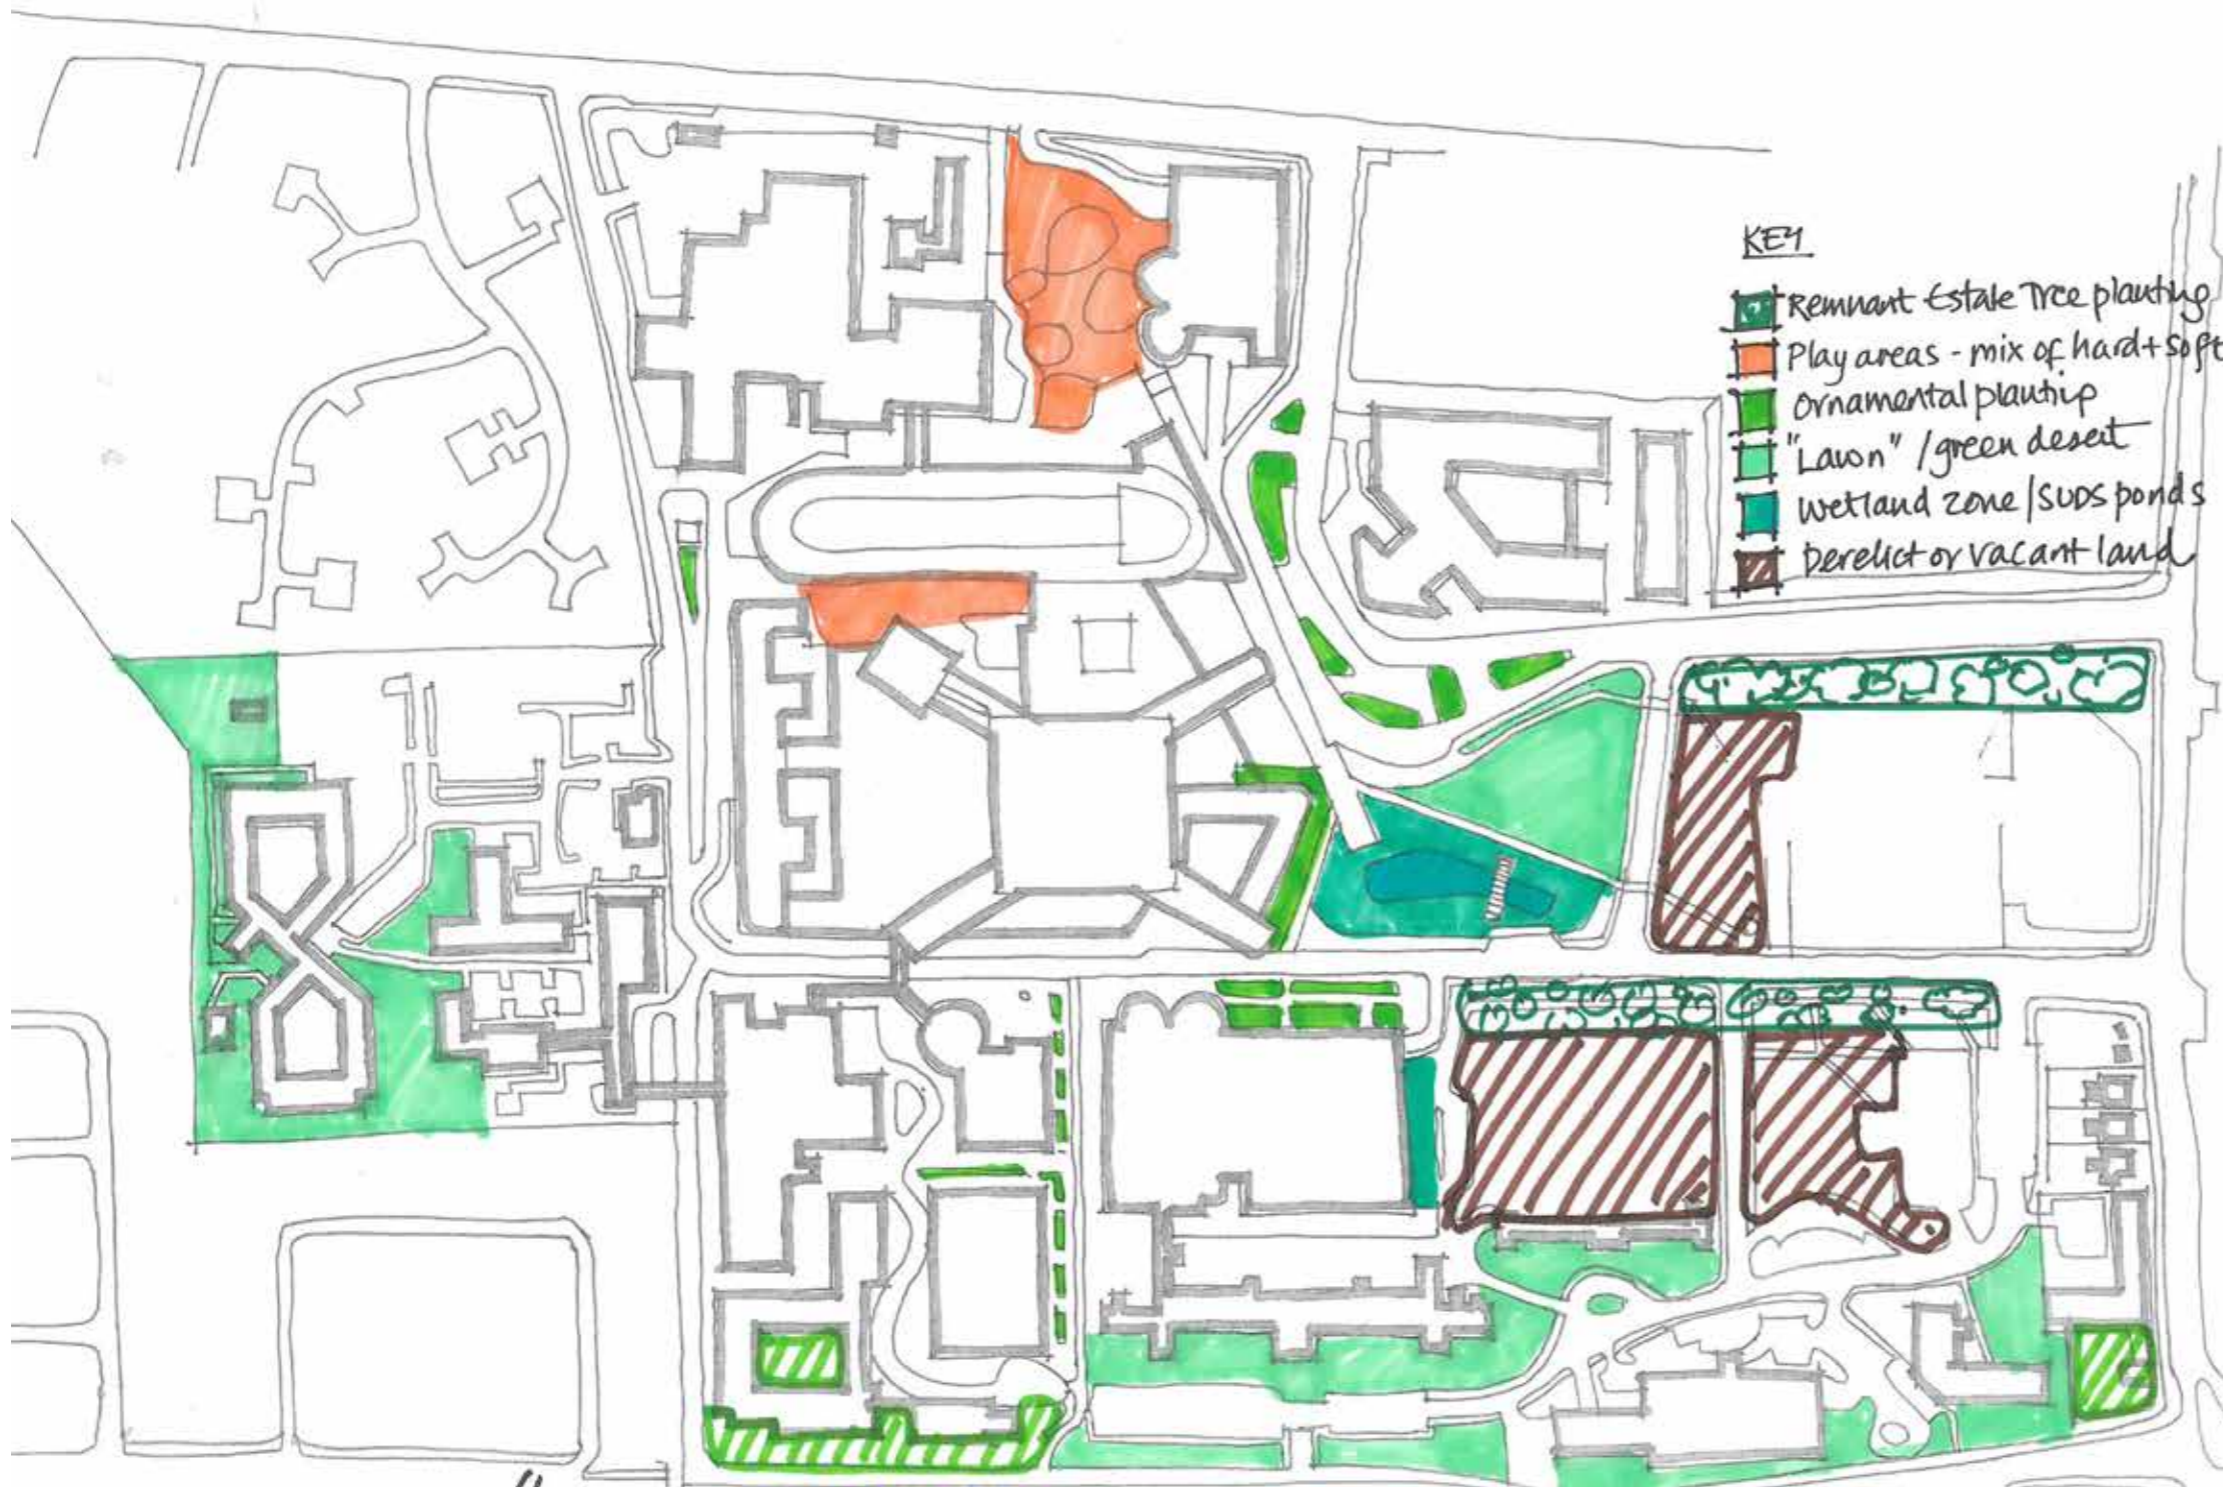 KEY
Remnant Estate Tree planting
Play areas - mix of hard + soft
Ornamental planting
"Lawn" / green desert
Wetland zone / SUDS ponds
Derelict or vacant land